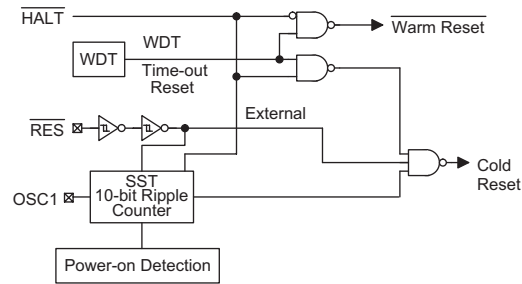 HALT
WDT
WDT
Time-out
Reset
Warm Reset
RES
External
Cold
Reset
OSC1
SST
10-bit Ripple
Counter
Power-on Detection